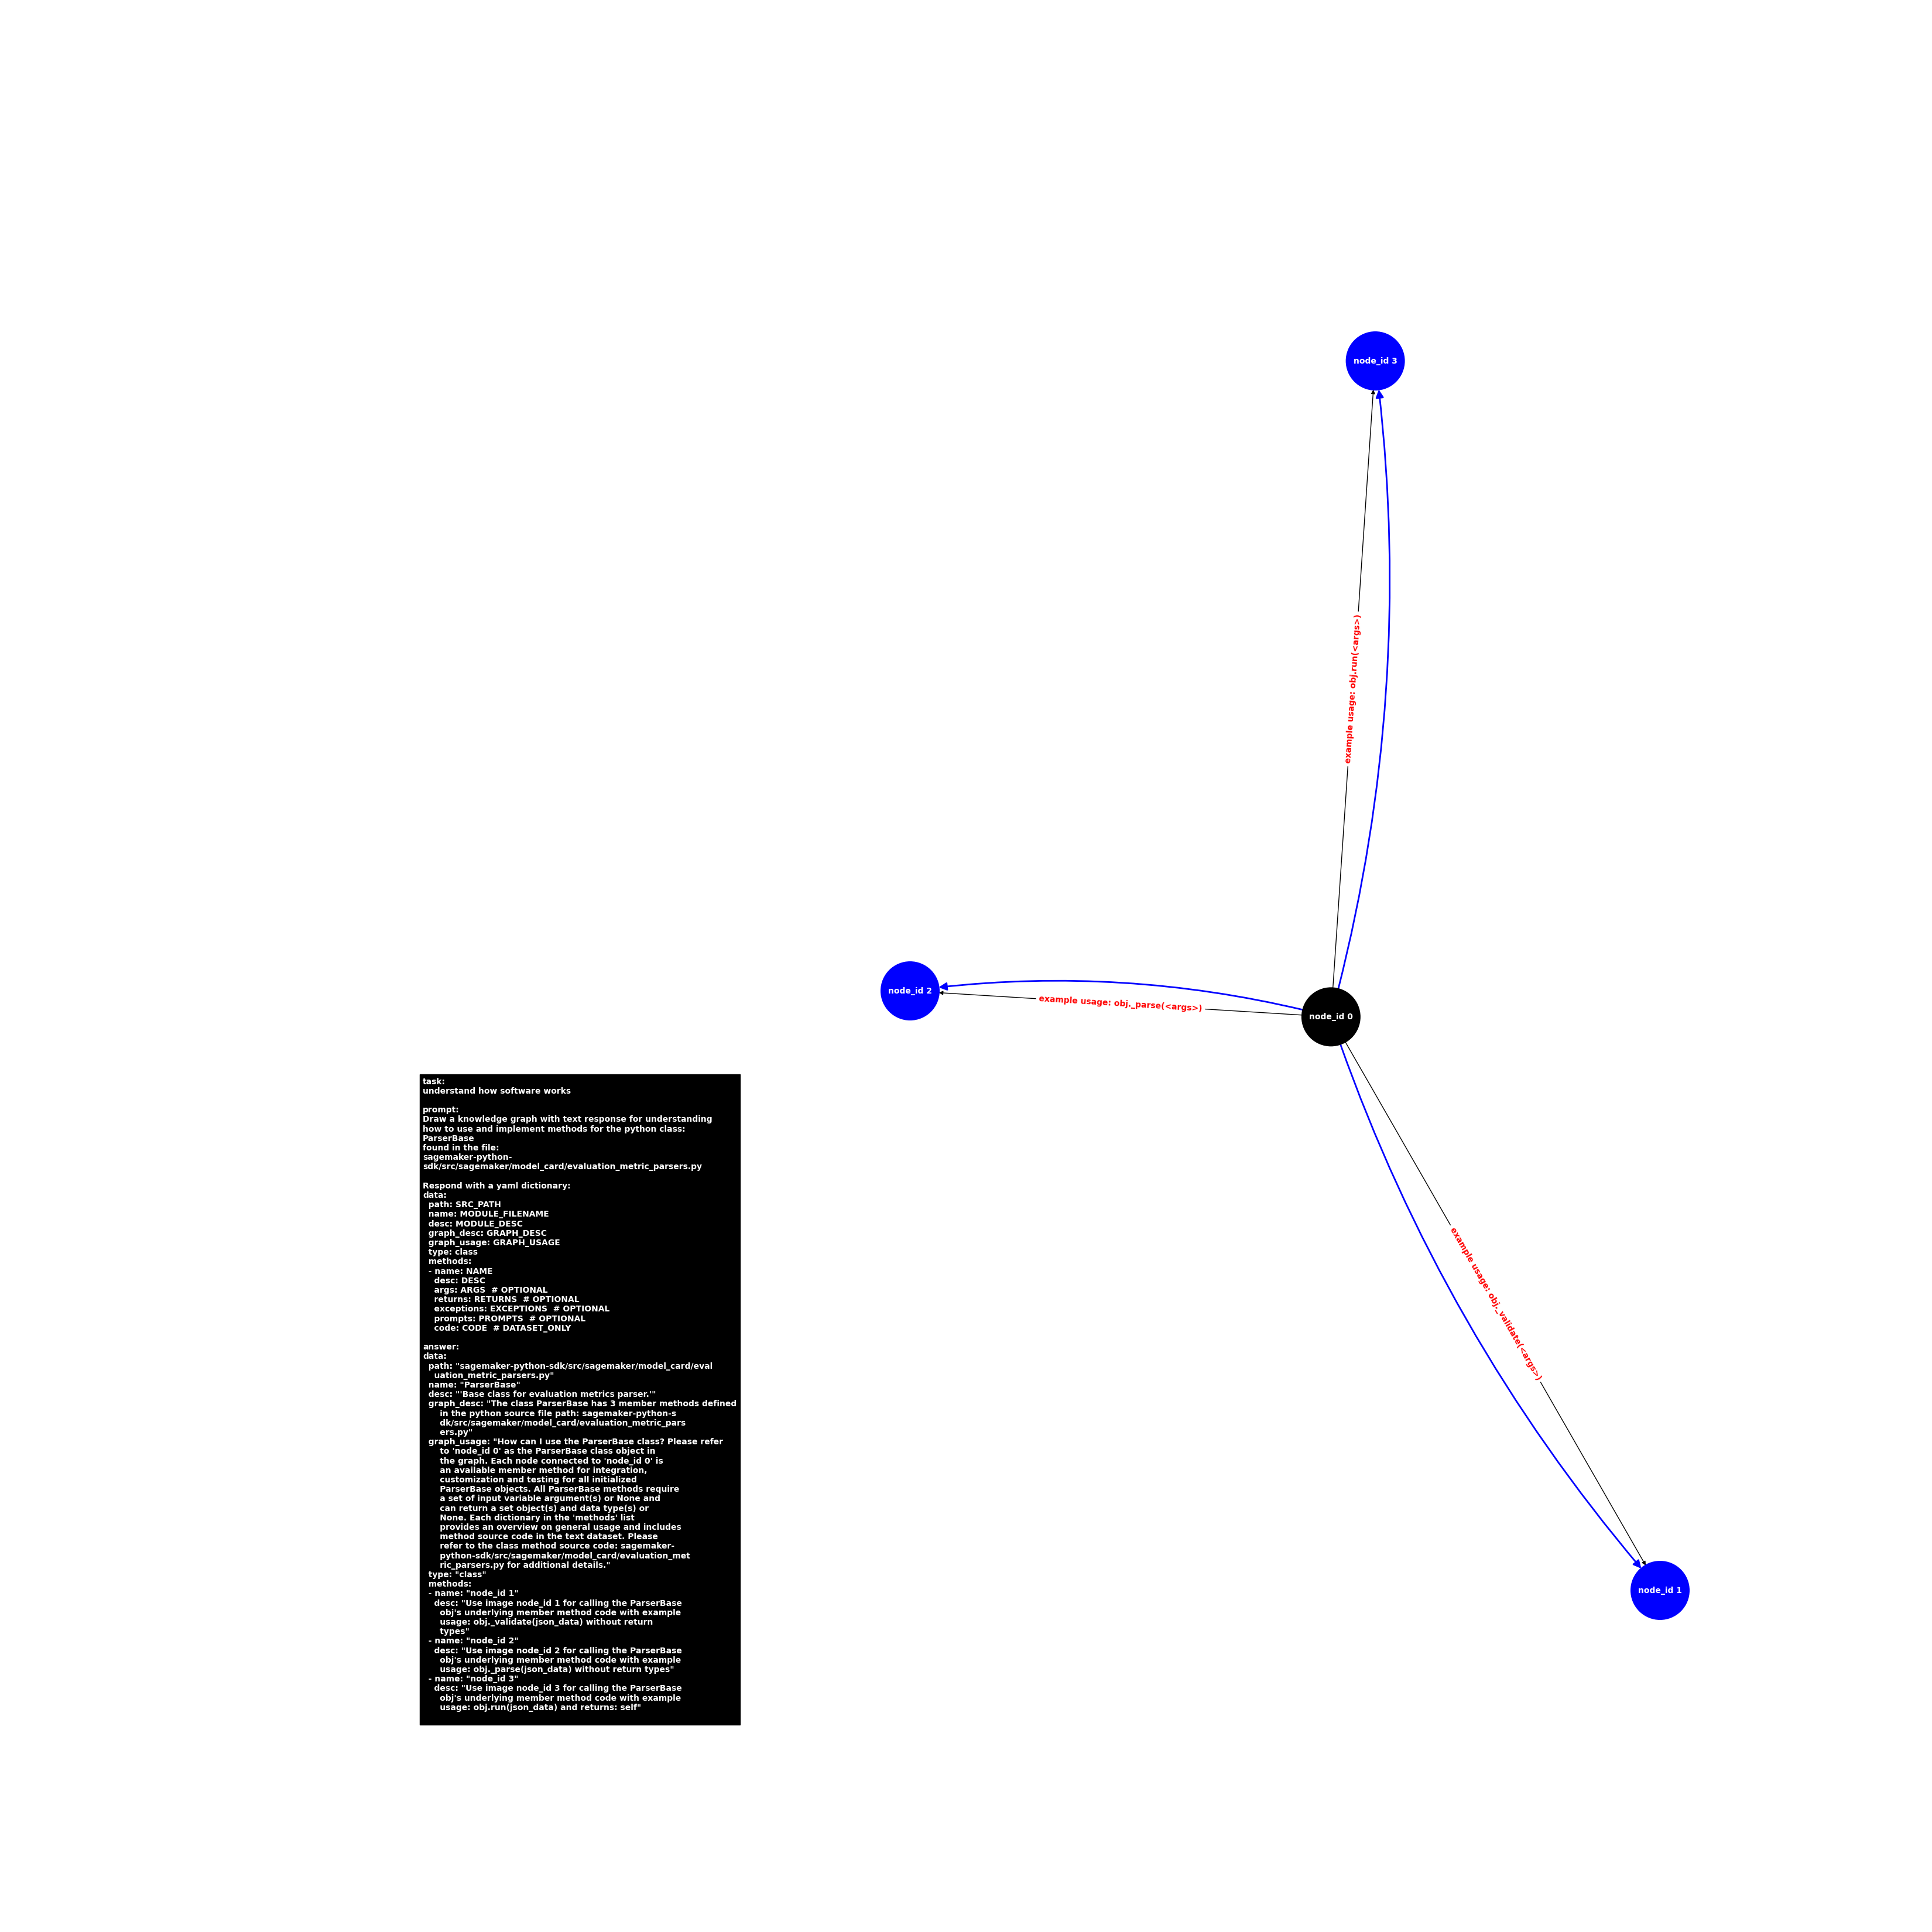 node_id 3
example usage: obj.run(<args>)
node_id 2
example usage: obj._parse(<args>)
node_id 0
example usage: obj._validate(<args>)
node_id 1
task:
understand how software works

prompt:
Draw a knowledge graph with text response for understanding
how to use and implement methods for the python class:
ParserBase
found in the file:
sagemaker-python-
sdk/src/sagemaker/model_card/evaluation_metric_parsers.py

Respond with a yaml dictionary:
data:
  path: SRC_PATH
  name: MODULE_FILENAME
  desc: MODULE_DESC
  graph_desc: GRAPH_DESC
  graph_usage: GRAPH_USAGE
  type: class
  methods:
  - name: NAME
    desc: DESC
    args: ARGS  # OPTIONAL
    returns: RETURNS  # OPTIONAL
    exceptions: EXCEPTIONS  # OPTIONAL
    prompts: PROMPTS  # OPTIONAL
    code: CODE  # DATASET_ONLY

answer:
data:
  path: "sagemaker-python-sdk/src/sagemaker/model_card/eval
    uation_metric_parsers.py"
  name: "ParserBase"
  desc: "'Base class for evaluation metrics parser.'"
  graph_desc: "The class ParserBase has 3 member methods defined
      in the python source file path: sagemaker-python-s
      dk/src/sagemaker/model_card/evaluation_metric_pars
      ers.py"
  graph_usage: "How can I use the ParserBase class? Please refer
      to 'node_id 0' as the ParserBase class object in
      the graph. Each node connected to 'node_id 0' is
      an available member method for integration,
      customization and testing for all initialized
      ParserBase objects. All ParserBase methods require
      a set of input variable argument(s) or None and
      can return a set object(s) and data type(s) or
      None. Each dictionary in the 'methods' list
      provides an overview on general usage and includes
      method source code in the text dataset. Please
      refer to the class method source code: sagemaker-
      python-sdk/src/sagemaker/model_card/evaluation_met
      ric_parsers.py for additional details."
  type: "class"
  methods:
  - name: "node_id 1"
    desc: "Use image node_id 1 for calling the ParserBase
      obj's underlying member method code with example
      usage: obj._validate(json_data) without return
      types"
  - name: "node_id 2"
    desc: "Use image node_id 2 for calling the ParserBase
      obj's underlying member method code with example
      usage: obj._parse(json_data) without return types"
  - name: "node_id 3"
    desc: "Use image node_id 3 for calling the ParserBase
      obj's underlying member method code with example
      usage: obj.run(json_data) and returns: self"